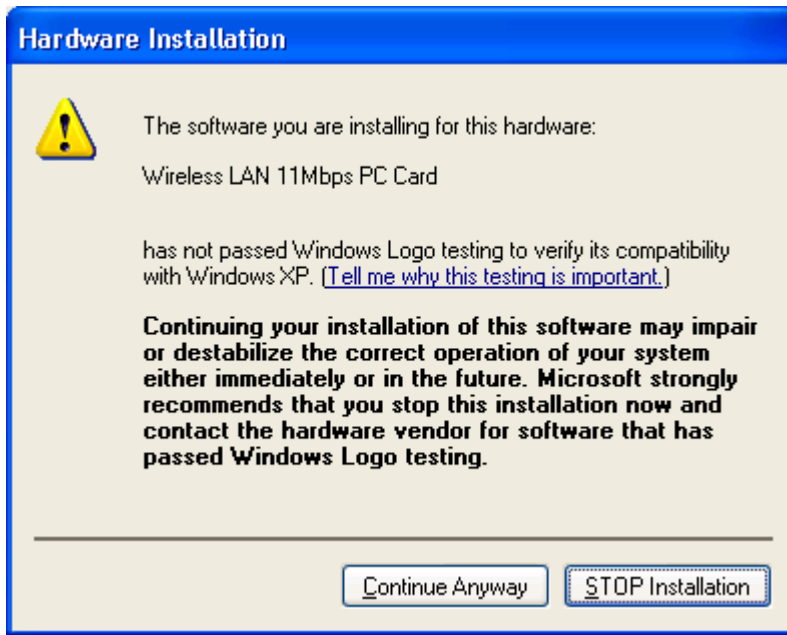 Hardware Installation
The software you are installing for this hardware:
Wireless LAN 11Mbps PC Card
has not passed Windows Logo testing to verify its compatibility
with Windows XP. (Tell me why this testing is important.)
Continuing your installation of this software may impair
or destabilize the correct operation of your system
either immediately or in the future. Microsoft strongly
recommends that you stop this installation now and
contact the hardware vendor for software that has
passed Windows Logo testing.
Continue Anyway
STOP Installation